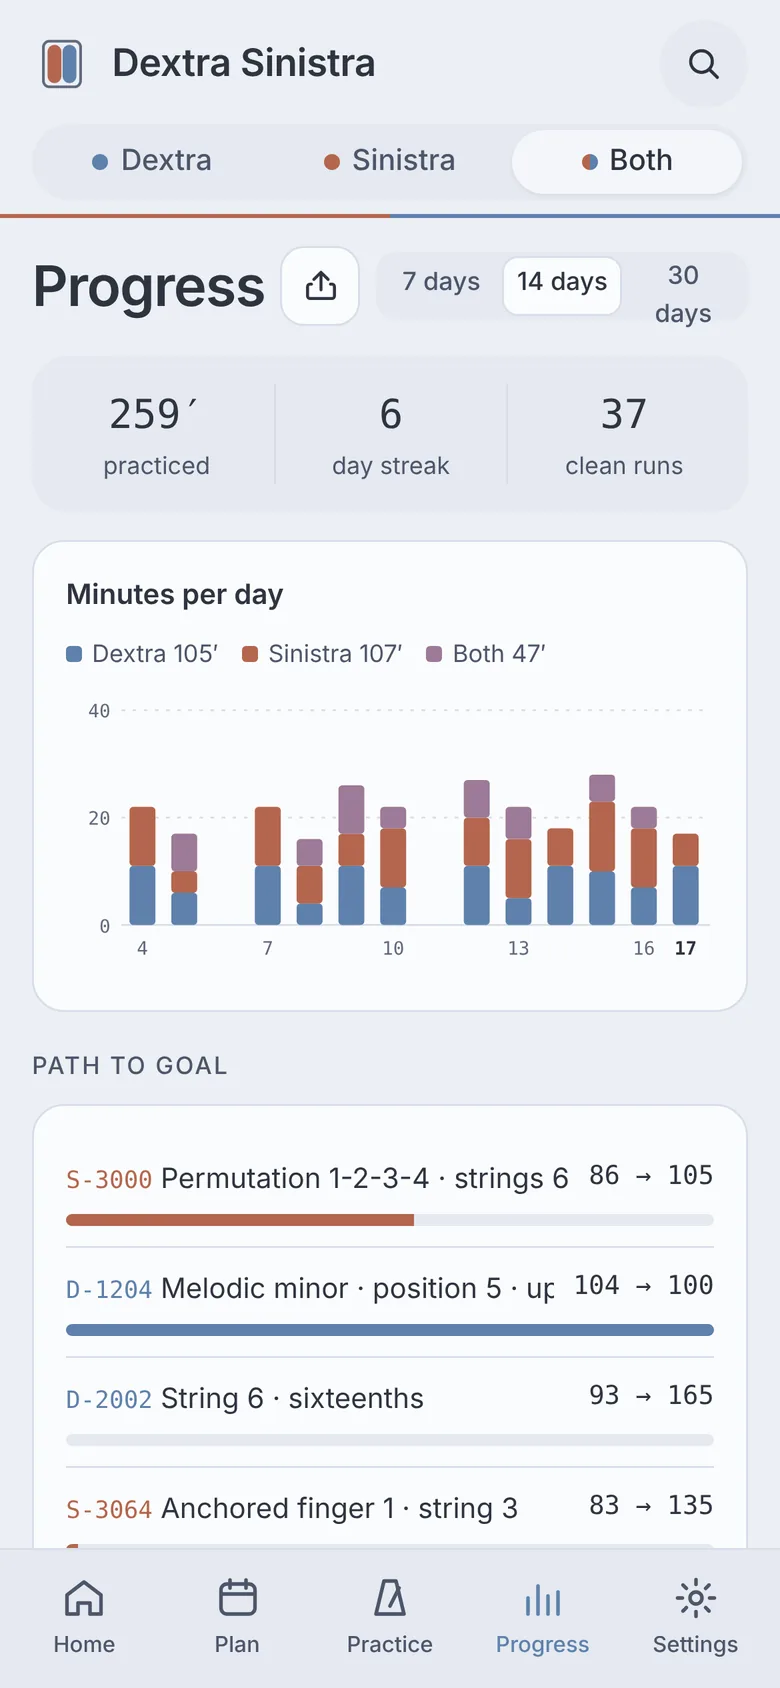 Dextra Sinistra
Dextra
Sinistra
Both
Progress
7 days
14 days
30
days
259′
practiced
6
day streak
37
clean runs
Minutes per day
Dextra 105′
Sinistra 107′
Both 47′
40
20
0
4
7
10
13
16
17
PATH TO GOAL
S-3000 Permutation 1-2-3-4 · strings 6 86 → 105
D-1204 Melodic minor · position 5 · up 104 → 100
D-2002 String 6 · sixteenths 93 → 165
S-3064 Anchored finger 1 · string 3 83 → 135
Home
Plan
Practice
Progress
Settings